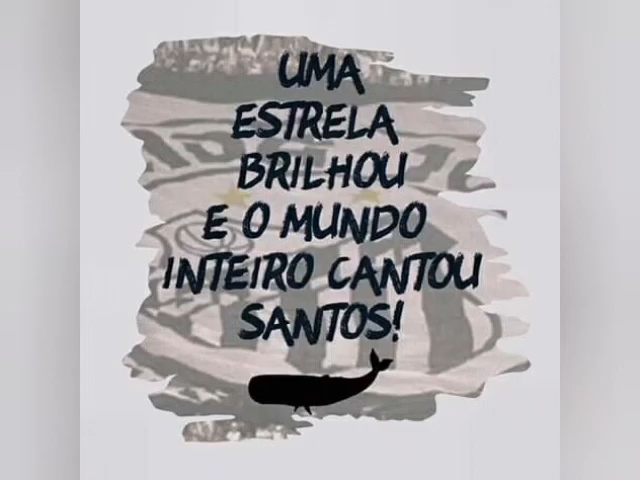 UMA
ESTRELA
BRILHOU
E O MUNDO
INTEIRO CANTOU
SANTOS!